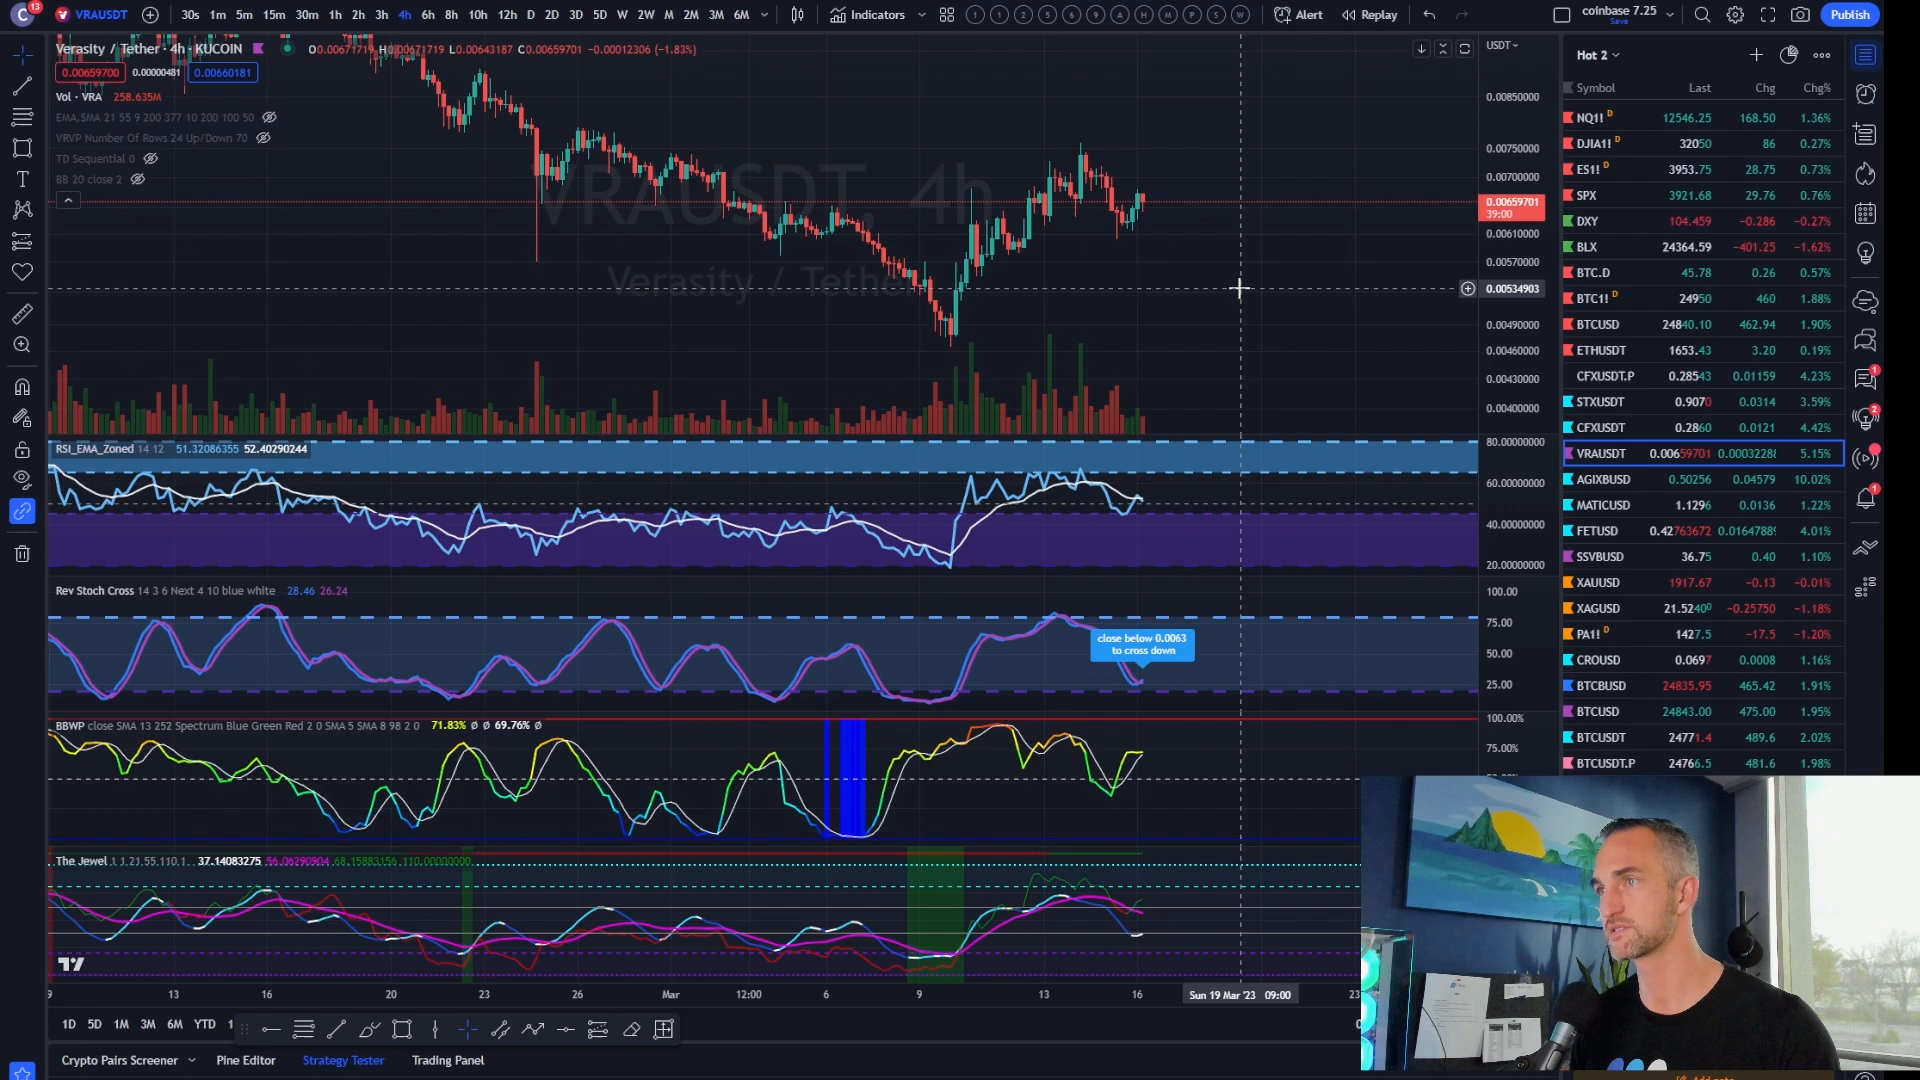 C 13 VRAUSDT 30s 1m 5m 15m 30m 1h 2h 3h 4h 6h 8h 10h 12h D 2D 3D 5D W 2W M 2M 3M 6M Indicators Alert Replay coinbase 7.25 Save Publish
Verasity / Tether · 4h · KUCOIN O0.00671719 H0.00671719 L0.00643187 C0.00659701 −0.00012306 (−1.83%)
0.00659700 0.00000481 0.00660181
Vol · VRA 258.635M
EMA,SMA 21 55 9 200 377 10 200 100 50
VRVP Number Of Rows 24 Up/Down 70
TD Sequential 0
BB 20 close 2
VRAUSDT, 4h
Verasity / Tether
USDT
0.00850000
0.00750000
0.00700000
0.00659701
39:00
0.00610000
0.00570000
0.00534903
0.00490000
0.00460000
0.00430000
0.00400000
RSI_EMA_Zoned 14 12 51.32086355 52.40290244
80.00000000
60.00000000
40.00000000
20.00000000
Rev Stoch Cross 14 3 6 Next 4 10 blue white 28.46 26.24
100.00
75.00
50.00
25.00
close below 0.0063
to cross down
BBWP close SMA 13 252 Spectrum Blue Green Red 2 0 SMA 5 SMA 8 98 2 0 71.83% ø ø 69.76% ø
100.00%
75.00%
The Jewel 1 1.21.55.110.1 37.14083275 56.06290904 68.15883156 110.00000000
9 13 16 20 23 26 Mar 12:00 6 9 13 16 Sun 19 Mar '23 09:00 23
1D 5D 1M 3M 6M YTD 1
Crypto Pairs Screener Pine Editor Strategy Tester Trading Panel
Hot 2
Symbol Last Chg Chg%
NQ1! D 12546.25 168.50 1.36%
DJIA1! D 32050 86 0.27%
ES1! D 3953.75 28.75 0.73%
SPX 3921.68 29.76 0.76%
DXY 104.459 −0.286 −0.27%
BLX 24364.59 −401.25 −1.62%
BTC.D 45.78 0.26 0.57%
BTC1! D 24950 460 1.88%
BTCUSD 24840.10 462.94 1.90%
ETHUSDT 1653.43 3.20 0.19%
CFXUSDT.P 0.28543 0.01159 4.23%
STXUSDT 0.9070 0.0314 3.59%
CFXUSDT 0.2860 0.0121 4.42%
VRAUSDT 0.00659701 0.00032288 5.15%
AGIXBUSD 0.50256 0.04579 10.02%
MATICUSD 1.1296 0.0136 1.22%
FETUSD 0.42763672 0.01647889 4.01%
SSVBUSD 36.75 0.40 1.10%
XAUUSD 1917.67 −0.13 −0.01%
XAGUSD 21.5240⁰ −0.25750 −1.18%
PA1! D 1427.5 −17.5 −1.20%
CROUSD 0.0697 0.0008 1.16%
BTCBUSD 24835.95 465.42 1.91%
BTCUSD 24843.00 475.00 1.95%
BTCUSDT 24771.4 489.6 2.02%
BTCUSDT.P 24766.5 481.6 1.98%